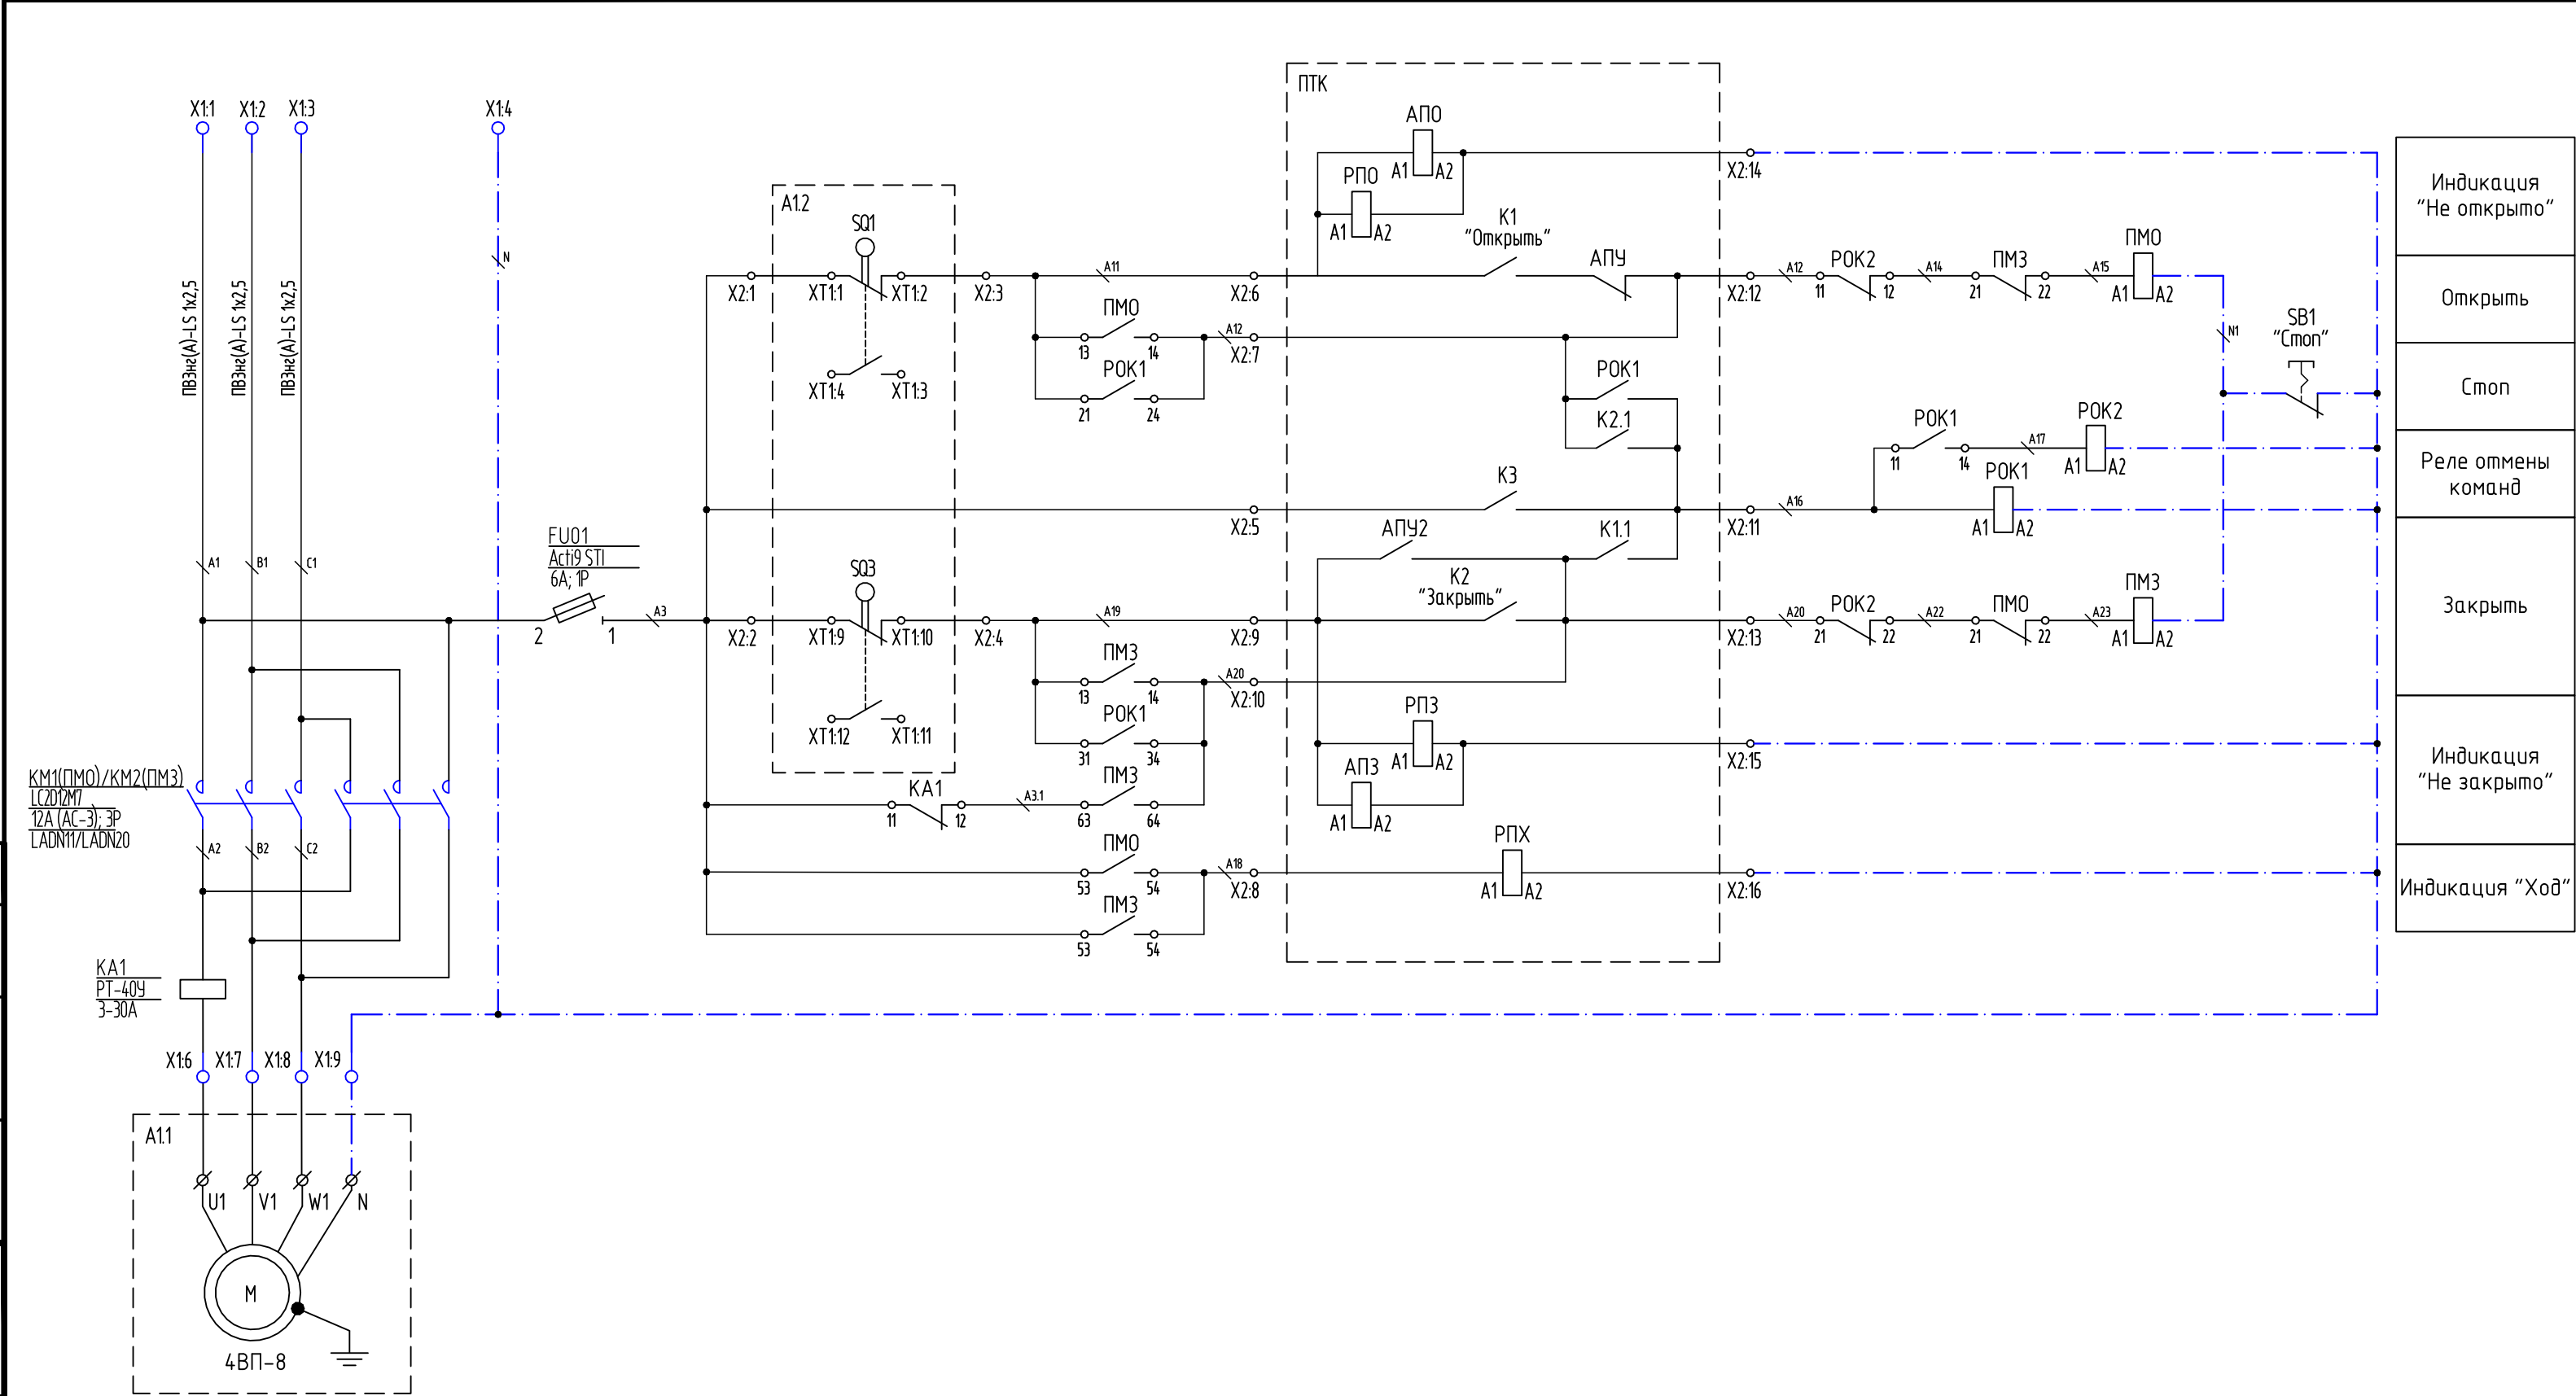 X1:1
X1:2
X1:3
X1:4
ПВ3нг(А)-LS 1x2,5
ПВ3нг(А)-LS 1x2,5
ПВ3нг(А)-LS 1x2,5
N
A1
B1
C1
FU01
Acti9 STI
6A; 1P
2
1
A3
KM1(ПМО)/KM2(ПМЗ)
LC2D12M7
12A (AC-3); 3P
LADN11/LADN20
A2
B2
C2
KA1
РТ-40У
3-30А
X1:6
X1:7
X1:8
X1:9
A1.1
U1
V1
W1
N
M
4ВП-8
A1.2
SQ1
X2:1
XT1:1
XT1:2
X2:3
A11
X2:6
XT1:4
XT1:3
ПМО
13
14
A12
X2:7
РОК1
21
24
X2:5
SQ3
X2:2
XT1:9
XT1:10
X2:4
A19
X2:9
XT1:12
XT1:11
ПМЗ
13
14
A20
X2:10
РОК1
31
34
KA1
11
12
A3.1
ПМЗ
63
64
ПМО
53
54
A18
X2:8
ПМЗ
53
54
ПТК
АПО
A1
A2
РПО
A1
A2
К1
"Открыть"
АПУ
РОК1
К2.1
К3
АПУ2
К1.1
К2
"Закрыть"
РПЗ
A1
A2
АПЗ
A1
A2
РПХ
A1
A2
X2:14
X2:12
A12
РОК2
11
12
A14
ПМЗ
21
22
A15
ПМО
A1
A2
N1
SB1
"Стоп"
X2:11
A16
РОК1
11
14
A17
РОК2
A1
A2
РОК1
A1
A2
X2:13
A20
РОК2
21
22
A22
ПМО
21
22
A23
ПМЗ
A1
A2
X2:15
X2:16
Индикация
"Не открыто"
Открыть
Стоп
Реле отмены
команд
Закрыть
Индикация
"Не закрыто"
Индикация "Ход"